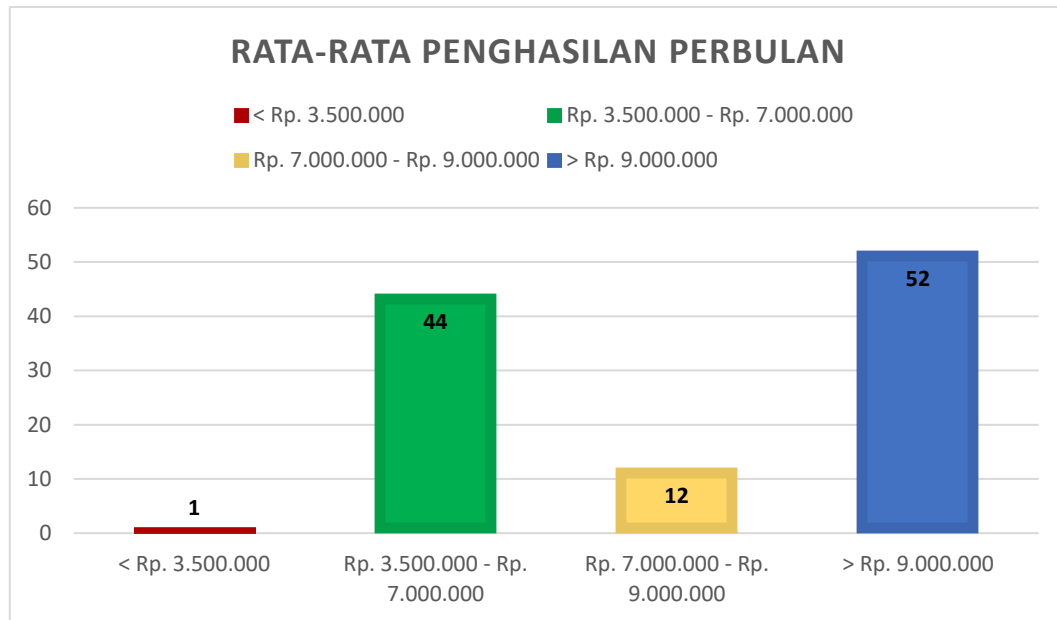 RATA-RATA PENGHASILAN PERBULAN
< Rp. 3.500.000
Rp. 3.500.000 - Rp. 7.000.000
Rp. 7.000.000 - Rp. 9.000.000
> Rp. 9.000.000
60
50
40
30
20
10
0
1
44
12
52
< Rp. 3.500.000
Rp. 3.500.000 - Rp.
7.000.000
Rp. 7.000.000 - Rp.
9.000.000
> Rp. 9.000.000